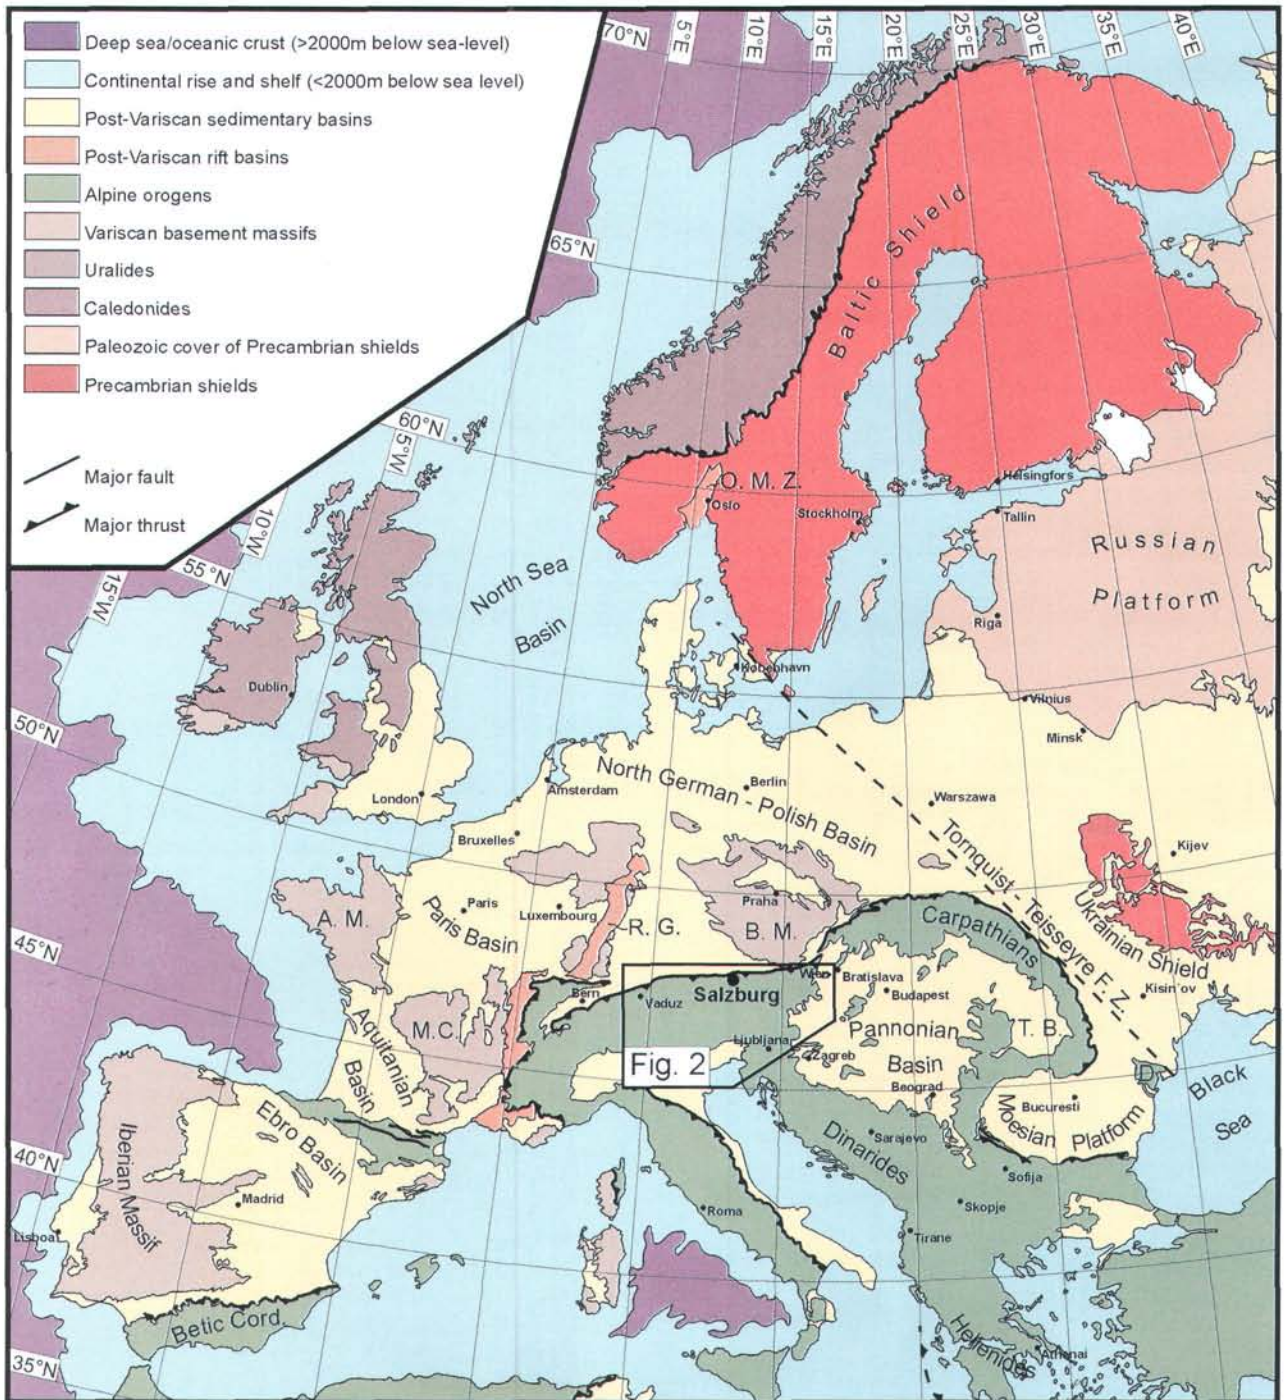 Deep sea/oceanic crust (>2000m below sea-level)
Continental rise and shelf (<2000m below sea level)
Post-Variscan sedimentary basins
Post-Variscan rift basins
Alpine orogens
Variscan basement massifs
Uralides
Caledonides
Paleozoic cover of Precambrian shields
Precambrian shields
Major fault
Major thrust
70°N
5°E
10°E
15°E
20°E
25°E
30°E
35°E
40°E
65°N
60°N
5°W
10°W
55°N
15°W
50°N
45°N
40°N
35°N
Baltic Shield
O. M. Z.
Oslo
Stockholm
Helsingfors
Tallin
Russian
Platform
Riga
North Sea
Basin
København
Vilnius
Minsk
Dublin
London
Amsterdam
Bruxelles
North German - Polish Basin
Berlin
Warszawa
Kijev
Tornquist - Teisseyre F. Z.
Ukrainian Shield
Kisin'ov
A. M.
Paris
Paris Basin
Luxembourg
R. G.
Praha
B. M.
Carpathians
Wien
Bratislava
Budapest
Bern
Vaduz
Salzburg
Pannonian
Basin
T. B.
M.C.
Aquitanian
Basin
Ljubljana
Zagreb
Fig. 2
Beograd
D.
Black
Sea
Bucuresti
Moesian Platform
Ebro Basin
Iberian Massif
Madrid
Lisboa
Dinarides
Sarajevo
Sofija
Skopje
Roma
Tirane
Betic Cord.
Hellenides
Athinai